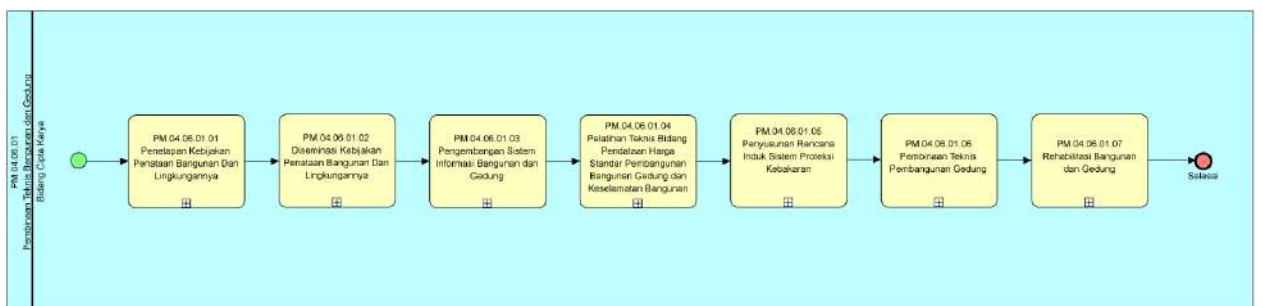 PM.04.06.01
Pembinaan Teknis Bangunan dan Gedung
Bidang Cipta Karya
PM.04.06.01.01
Penetapan Kebijakan
Penataan Bangunan Dan
Lingkungannya
PM.04.06.01.02
Diseminasi Kebijakan
Penataan Bangunan Dan
Lingkungannya
PM.04.06.01.03
Pengembangan Sistem
Informasi Bangunan dan
Gedung
PM.04.06.01.04
Pelatihan Teknis Bidang
Pendataan Harga
Standar Pembangunan
Bangunan Gedung dan
Keselamatan Bangunan
PM.04.06.01.05
Penyusunan Rencana
Induk Sistem Proteksi
Kebakaran
PM.04.06.01.06
Pembinaan Teknis
Pembangunan Gedung
PM.04.06.01.07
Rehabilitasi Bangunan
dan Gedung
Selesai